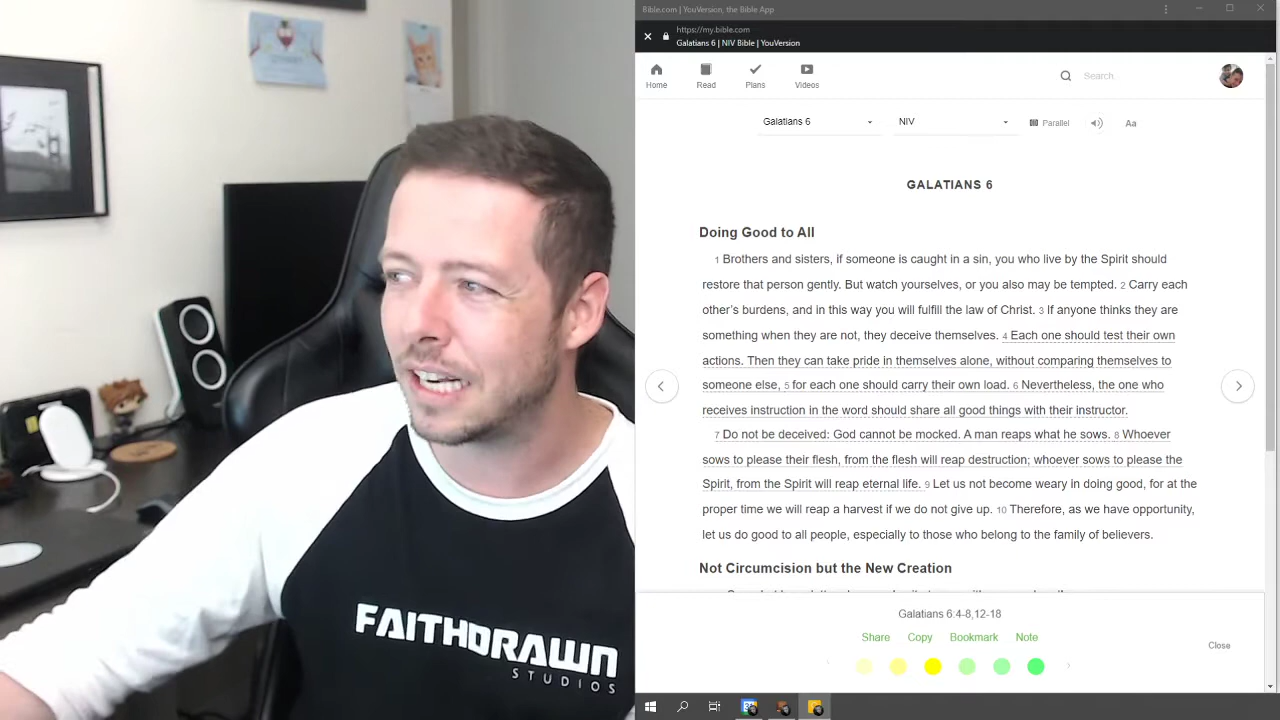 FAITHDRAWN
STUDIOS
Bible.com | YouVersion, the Bible App
https://my.bible.com
Galatians 6 | NIV Bible | YouVersion
Home Read Plans Videos Search
Galatians 6 NIV Parallel Aa
GALATIANS 6
Doing Good to All
1 Brothers and sisters, if someone is caught in a sin, you who live by the Spirit should
restore that person gently. But watch yourselves, or you also may be tempted. 2 Carry each
other’s burdens, and in this way you will fulfill the law of Christ. 3 If anyone thinks they are
something when they are not, they deceive themselves. 4 Each one should test their own
actions. Then they can take pride in themselves alone, without comparing themselves to
someone else, 5 for each one should carry their own load. 6 Nevertheless, the one who
receives instruction in the word should share all good things with their instructor.
7 Do not be deceived: God cannot be mocked. A man reaps what he sows. 8 Whoever
sows to please their flesh, from the flesh will reap destruction; whoever sows to please the
Spirit, from the Spirit will reap eternal life. 9 Let us not become weary in doing good, for at the
proper time we will reap a harvest if we do not give up. 10 Therefore, as we have opportunity,
let us do good to all people, especially to those who belong to the family of believers.
Not Circumcision but the New Creation
Galatians 6:4-8,12-18
Share Copy Bookmark Note
Close